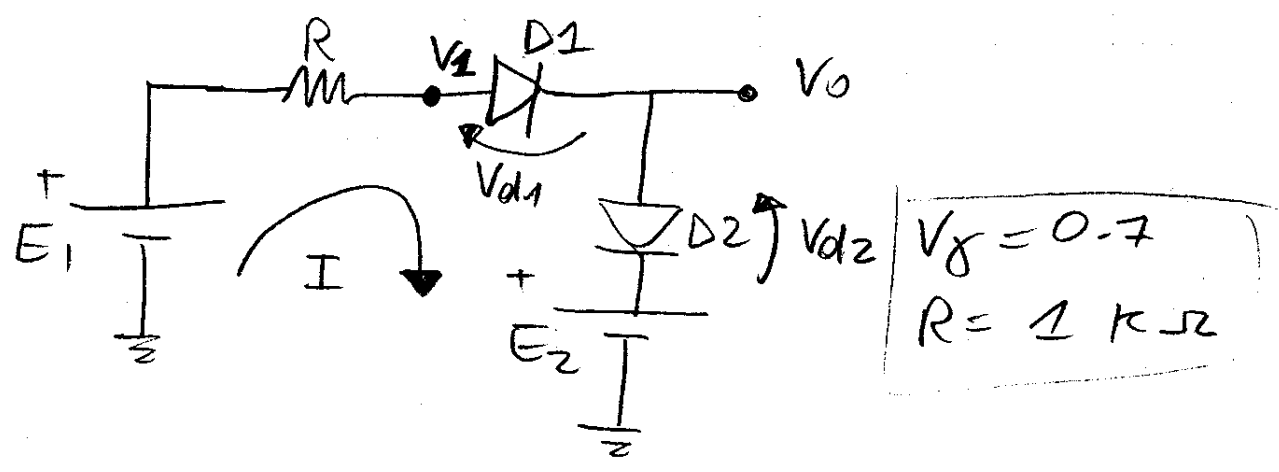 R
V1
D1
Vo
Vd1
+
E1
I
D2
Vd2
+
E2
Vγ = 0.7
R = 1 KΩ